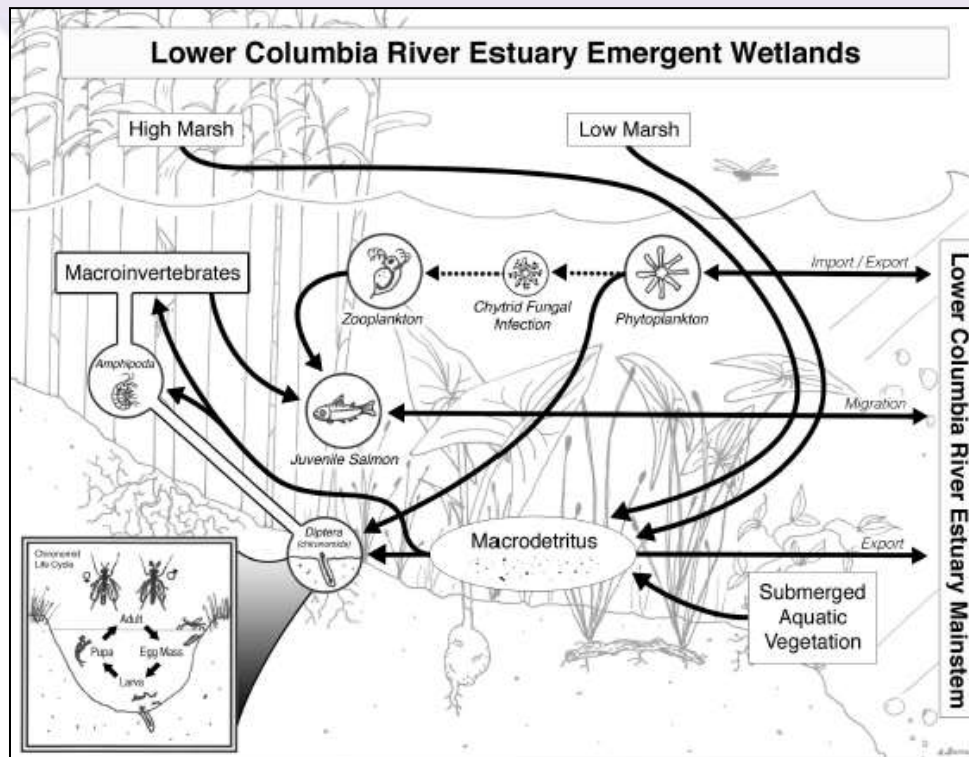 Lower Columbia River Estuary Emergent Wetlands
High Marsh
Low Marsh
Macroinvertebrates
Zooplankton
Chytrid Fungal
Infection
Phytoplankton
Import / Export
Amphipoda
Juvenile Salmon
Migration
Diptera
(chironomids)
Macrodetritus
Export
Submerged
Aquatic
Vegetation
Lower Columbia River Estuary Mainstem
Chironomid
Life Cycle
♀
♂
Adult
Pupa
Egg Mass
Larva